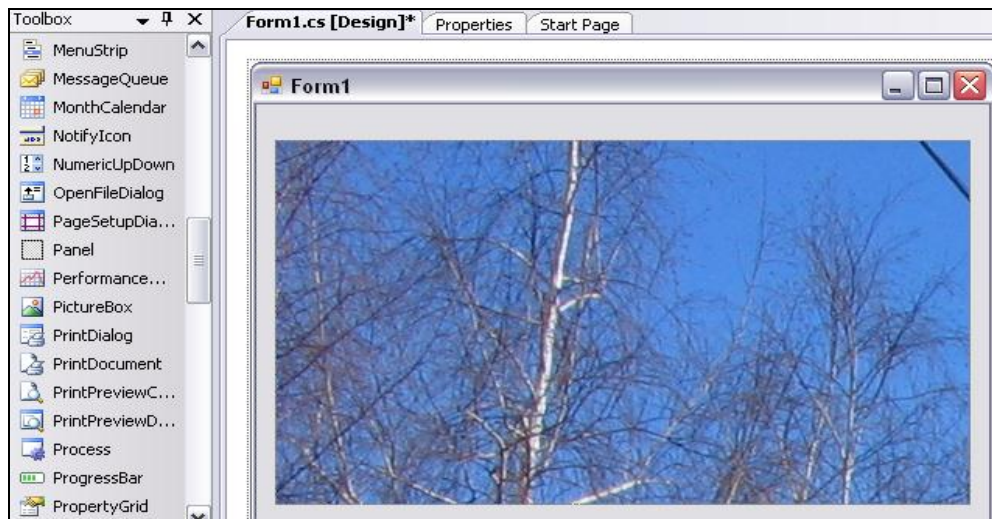 Toolbox
MenuStrip
MessageQueue
MonthCalendar
NotifyIcon
NumericUpDown
OpenFileDialog
PageSetupDia...
Panel
Performance...
PictureBox
PrintDialog
PrintDocument
PrintPreviewC...
PrintPreviewD...
Process
ProgressBar
PropertyGrid
Form1.cs [Design]* Properties Start Page
Form1